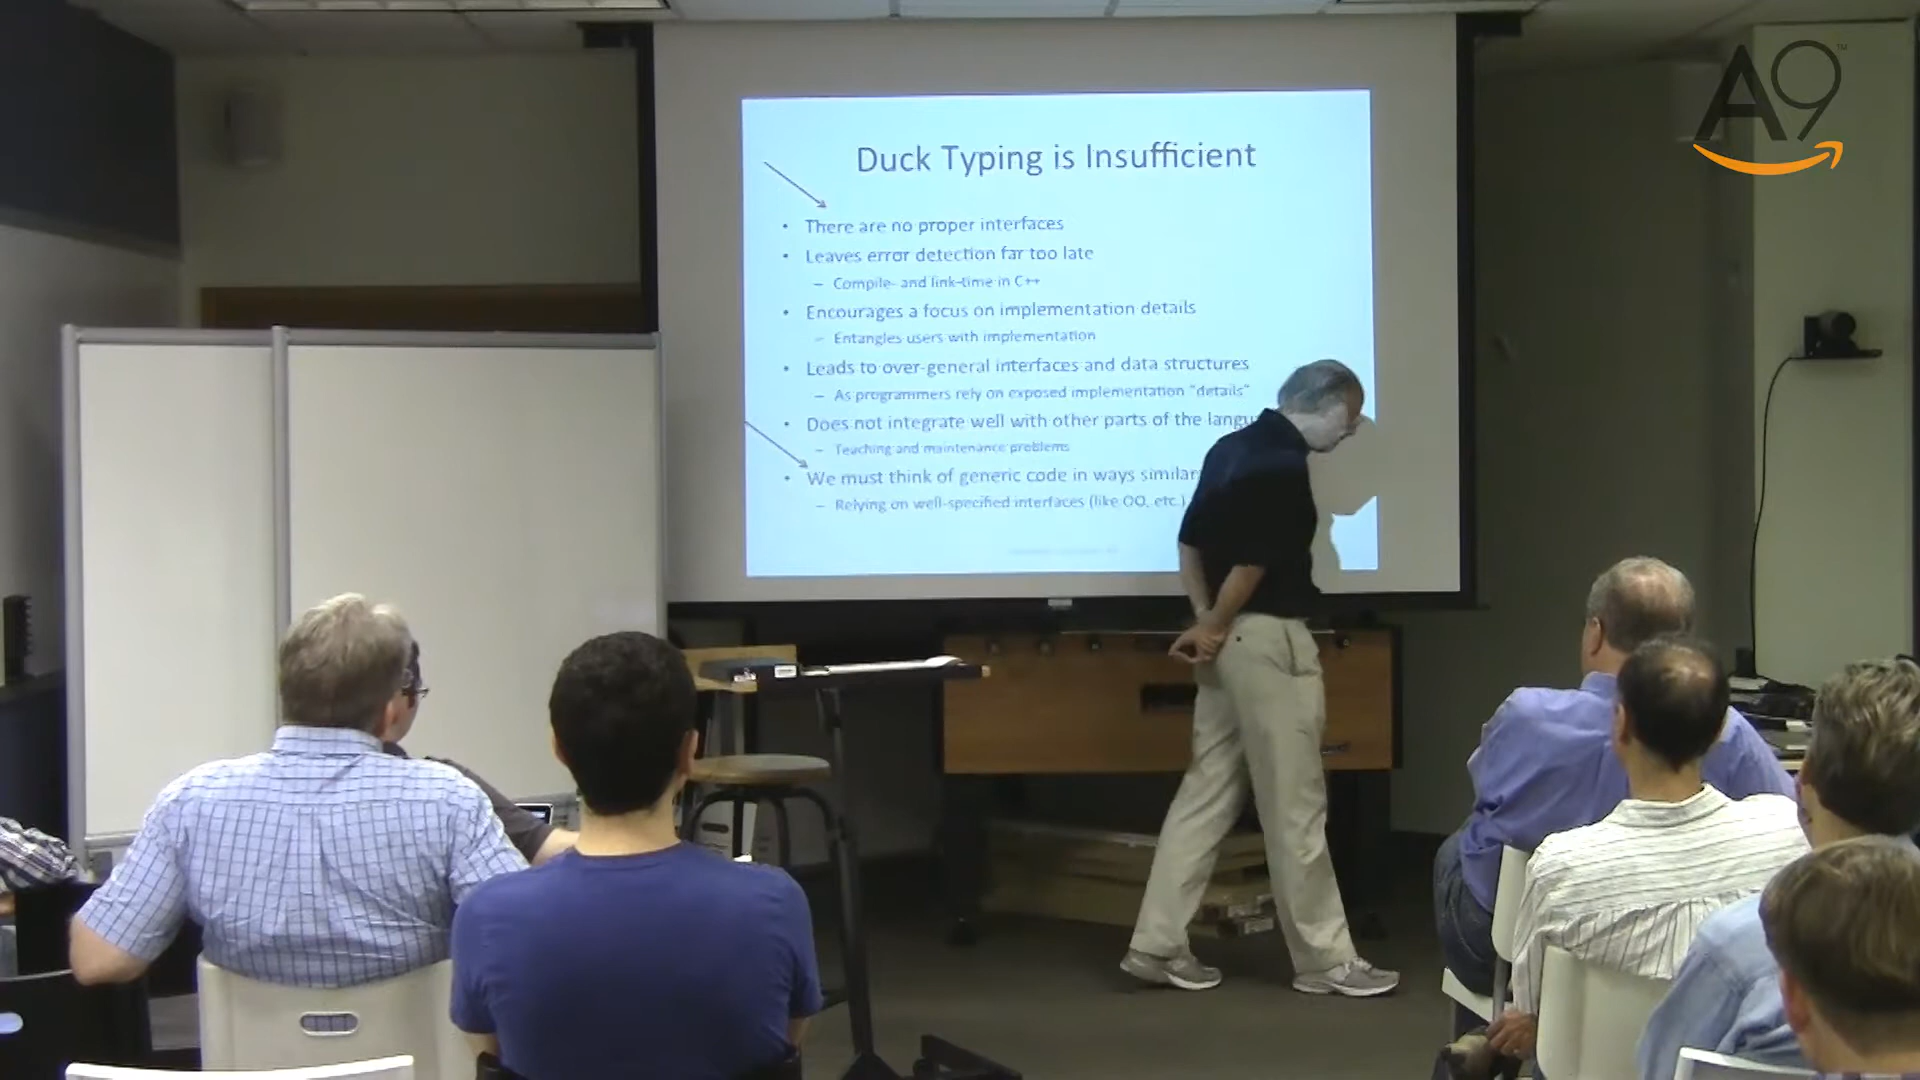 A9™
Duck Typing is Insufficient
• There are no proper interfaces
• Leaves error detection far too late
– Compile- and link-time in C++
• Encourages a focus on implementation details
– Entangles users with implementation
• Leads to over-general interfaces and data structures
– As programmers rely on exposed implementation "details"
• Does not integrate well with other parts of the langu
– Teaching and maintenance problems
• We must think of generic code in ways similar
– Relying on well-specified interfaces (like OO, etc.)